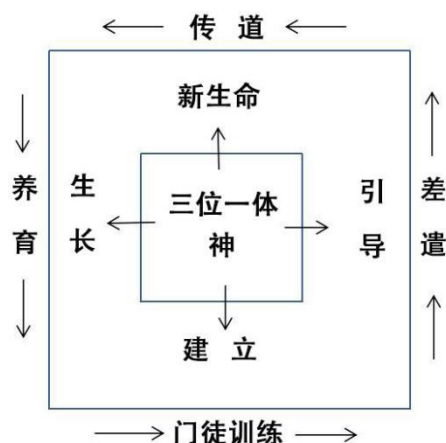 传 道
新生命
养育
生长
三位一体
神
引导
差遣
建 立
门徒训练